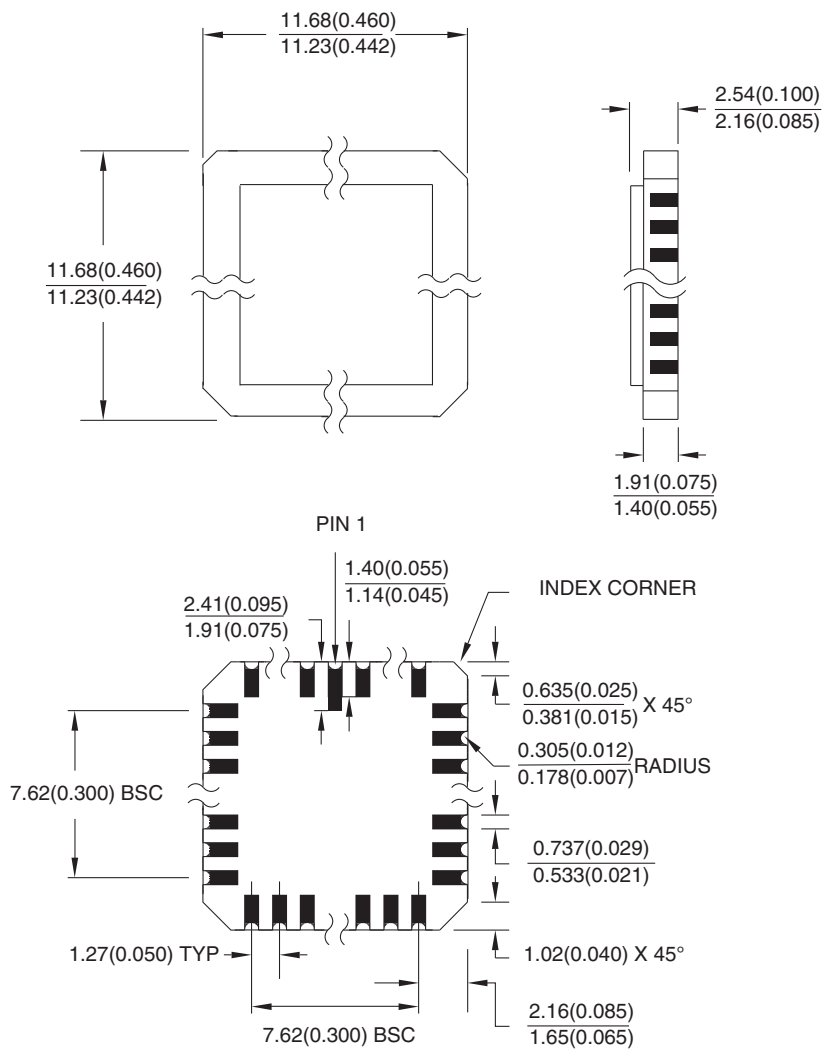 11.68(0.460)
11.23(0.442)
2.54(0.100)
2.16(0.085)
11.68(0.460)
11.23(0.442)
1.91(0.075)
1.40(0.055)
PIN 1
1.40(0.055)
1.14(0.045)
INDEX CORNER
2.41(0.095)
1.91(0.075)
0.635(0.025)
0.381(0.015) X 45°
0.305(0.012)
0.178(0.007) RADIUS
7.62(0.300) BSC
0.737(0.029)
0.533(0.021)
1.27(0.050) TYP
1.02(0.040) X 45°
7.62(0.300) BSC
2.16(0.085)
1.65(0.065)